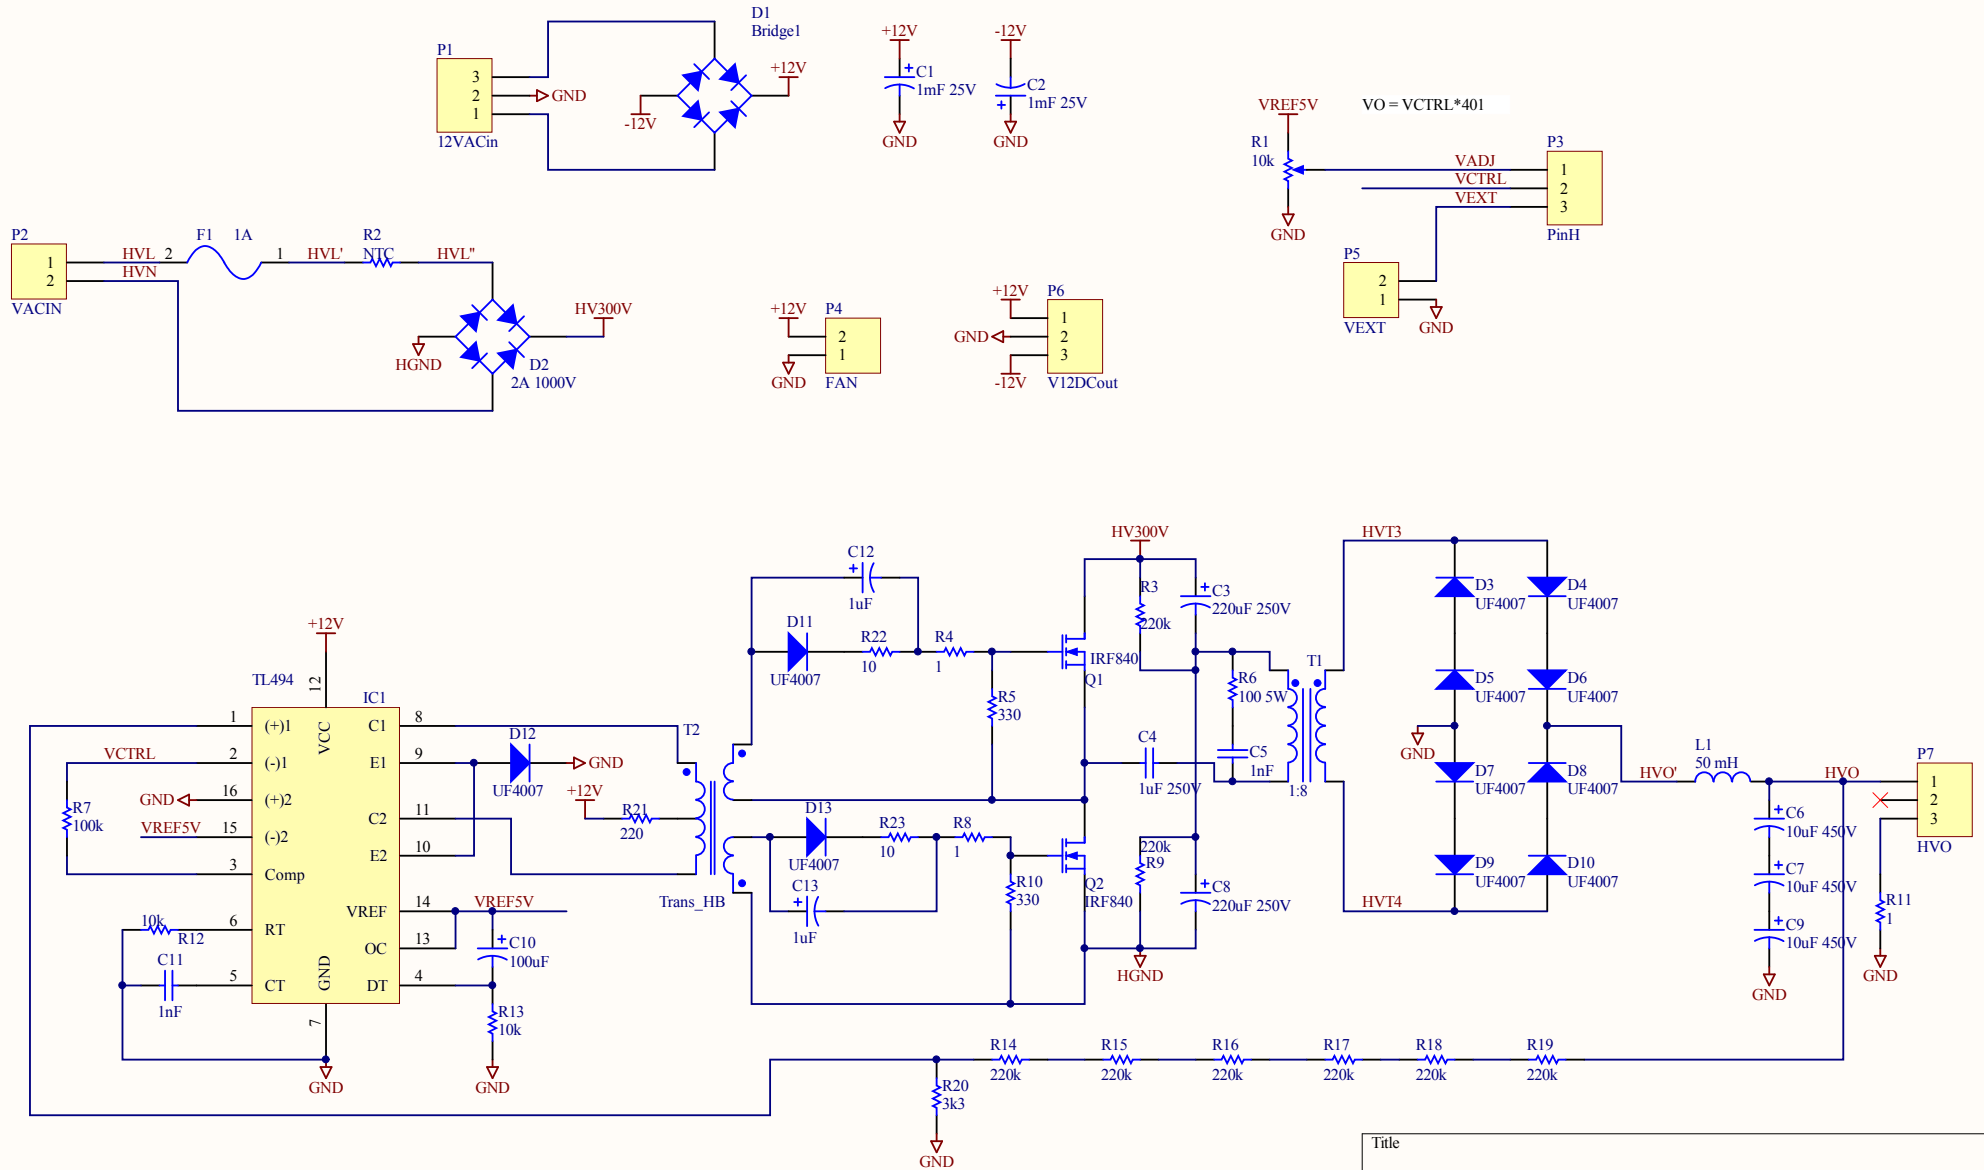 D1
Bridge1
P1
3
2
1
GND
12VACin
+12V
-12V
+12V
C1
1mF 25V
GND
-12V
C2
1mF 25V
GND
VREF5V
VO = VCTRL*401
R1
10k
GND
P3
VADJ
1
VCTRL
2
VEXT
3
PinH
P5
2
1
VEXT
GND
P2
1
2
VACIN
HVL
2
F1
1A
1
HVL'
R2
NTC
HVL"
HVN
HV300V
HGND
D2
2A 1000V
+12V
P4
2
1
GND
FAN
+12V
P6
1
GND
2
3
-12V
V12DCout
+12V
TL494
12
IC1
1
(+)1
VCC
C1
8
VCTRL
2
(-)1
E1
9
GND
16
(+)2
C2
11
VREF5V
15
(-)2
E2
10
R7
100k
3
Comp
VREF
14
VREF5V
10k
R12
6
RT
OC
13
C10
100uF
C11
1nF
5
CT
GND
DT
4
7
R13
10k
GND
GND
D12
UF4007
GND
+12V
R21
220
T2
Trans_HB
C12
1uF
D11
UF4007
R22
10
R4
1
R5
330
D13
UF4007
R23
10
R8
1
C13
1uF
R10
330
HV300V
R3
220k
C3
220uF 250V
IRF840
Q1
R6
100 5W
C4
1uF 250V
C5
1nF
T1
1:8
220k
R9
Q2
IRF840
C8
220uF 250V
HGND
HVT3
D3
UF4007
D4
UF4007
D5
UF4007
D6
UF4007
GND
D7
UF4007
D8
UF4007
D9
UF4007
D10
UF4007
HVT4
HVO'
L1
50 mH
HVO
P7
1
2
3
HVO
C6
10uF 450V
C7
10uF 450V
C9
10uF 450V
GND
R11
1
GND
R14
220k
R15
220k
R16
220k
R17
220k
R18
220k
R19
220k
R20
3k3
GND
Title